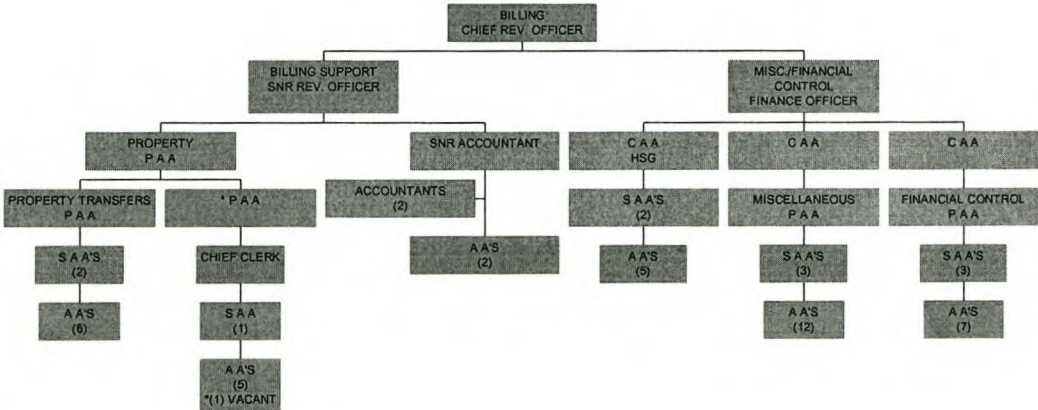 BILLING
CHIEF REV. OFFICER
BILLING SUPPORT
SNR REV. OFFICER
MISC./FINANCIAL
CONTROL
FINANCE OFFICER
PROPERTY
P A A
SNR ACCOUNTANT
C A A
HSG
C A A
C A A
PROPERTY TRANSFERS
P A A
* P A A
ACCOUNTANTS
(2)
S A A'S
(2)
MISCELLANEOUS
P A A
FINANCIAL CONTROL
P A A
S A A'S
(2)
CHIEF CLERK
A A'S
(2)
A A'S
(5)
S A A'S
(3)
S A A'S
(3)
A A'S
(6)
S A A
(1)
A A'S
(12)
A A'S
(7)
A A'S
(5)
*(1) VACANT